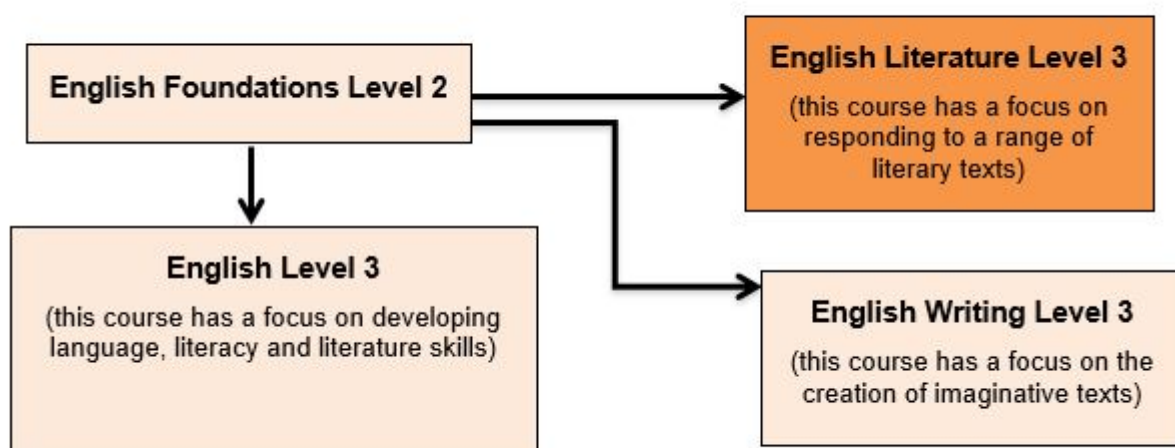 English Foundations Level 2
English Literature Level 3
(this course has a focus on
responding to a range of
literary texts)
English Level 3
(this course has a focus on developing
language, literacy and literature skills)
English Writing Level 3
(this course has a focus on the
creation of imaginative texts)